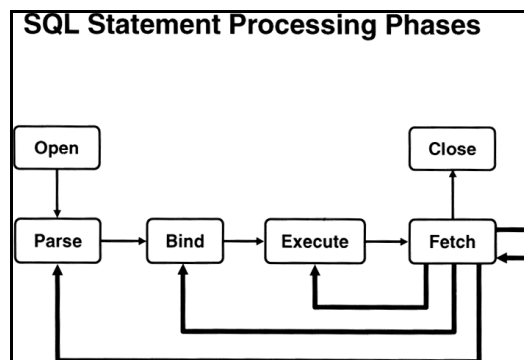 SQL Statement Processing Phases
Open
Close
Parse
Bind
Execute
Fetch